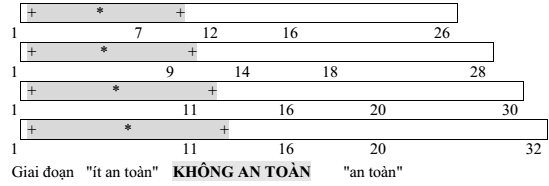 + * +
1 7 12 16 26
+ * +
1 9 14 18 28
+ * +
1 11 16 20 30
+ * +
1 11 16 20 32
Giai đoạn "ít an toàn" KHÔNG AN TOÀN "an toàn"